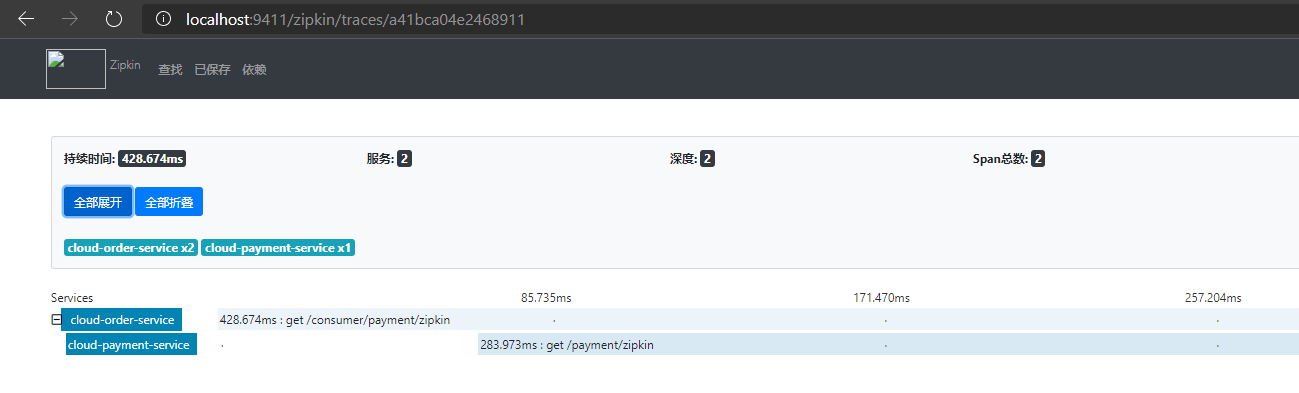 localhost:9411/zipkin/traces/a41bca04e2468911
Zipkin 查找 已保存 依赖
持续时间: 428.674ms 服务: 2 深度: 2 Span总数: 2
全部展开 全部折叠
cloud-order-service x2 cloud-payment-service x1
Services 85.735ms 171.470ms 257.204ms
cloud-order-service 428.674ms : get /consumer/payment/zipkin
cloud-payment-service 283.973ms : get /payment/zipkin